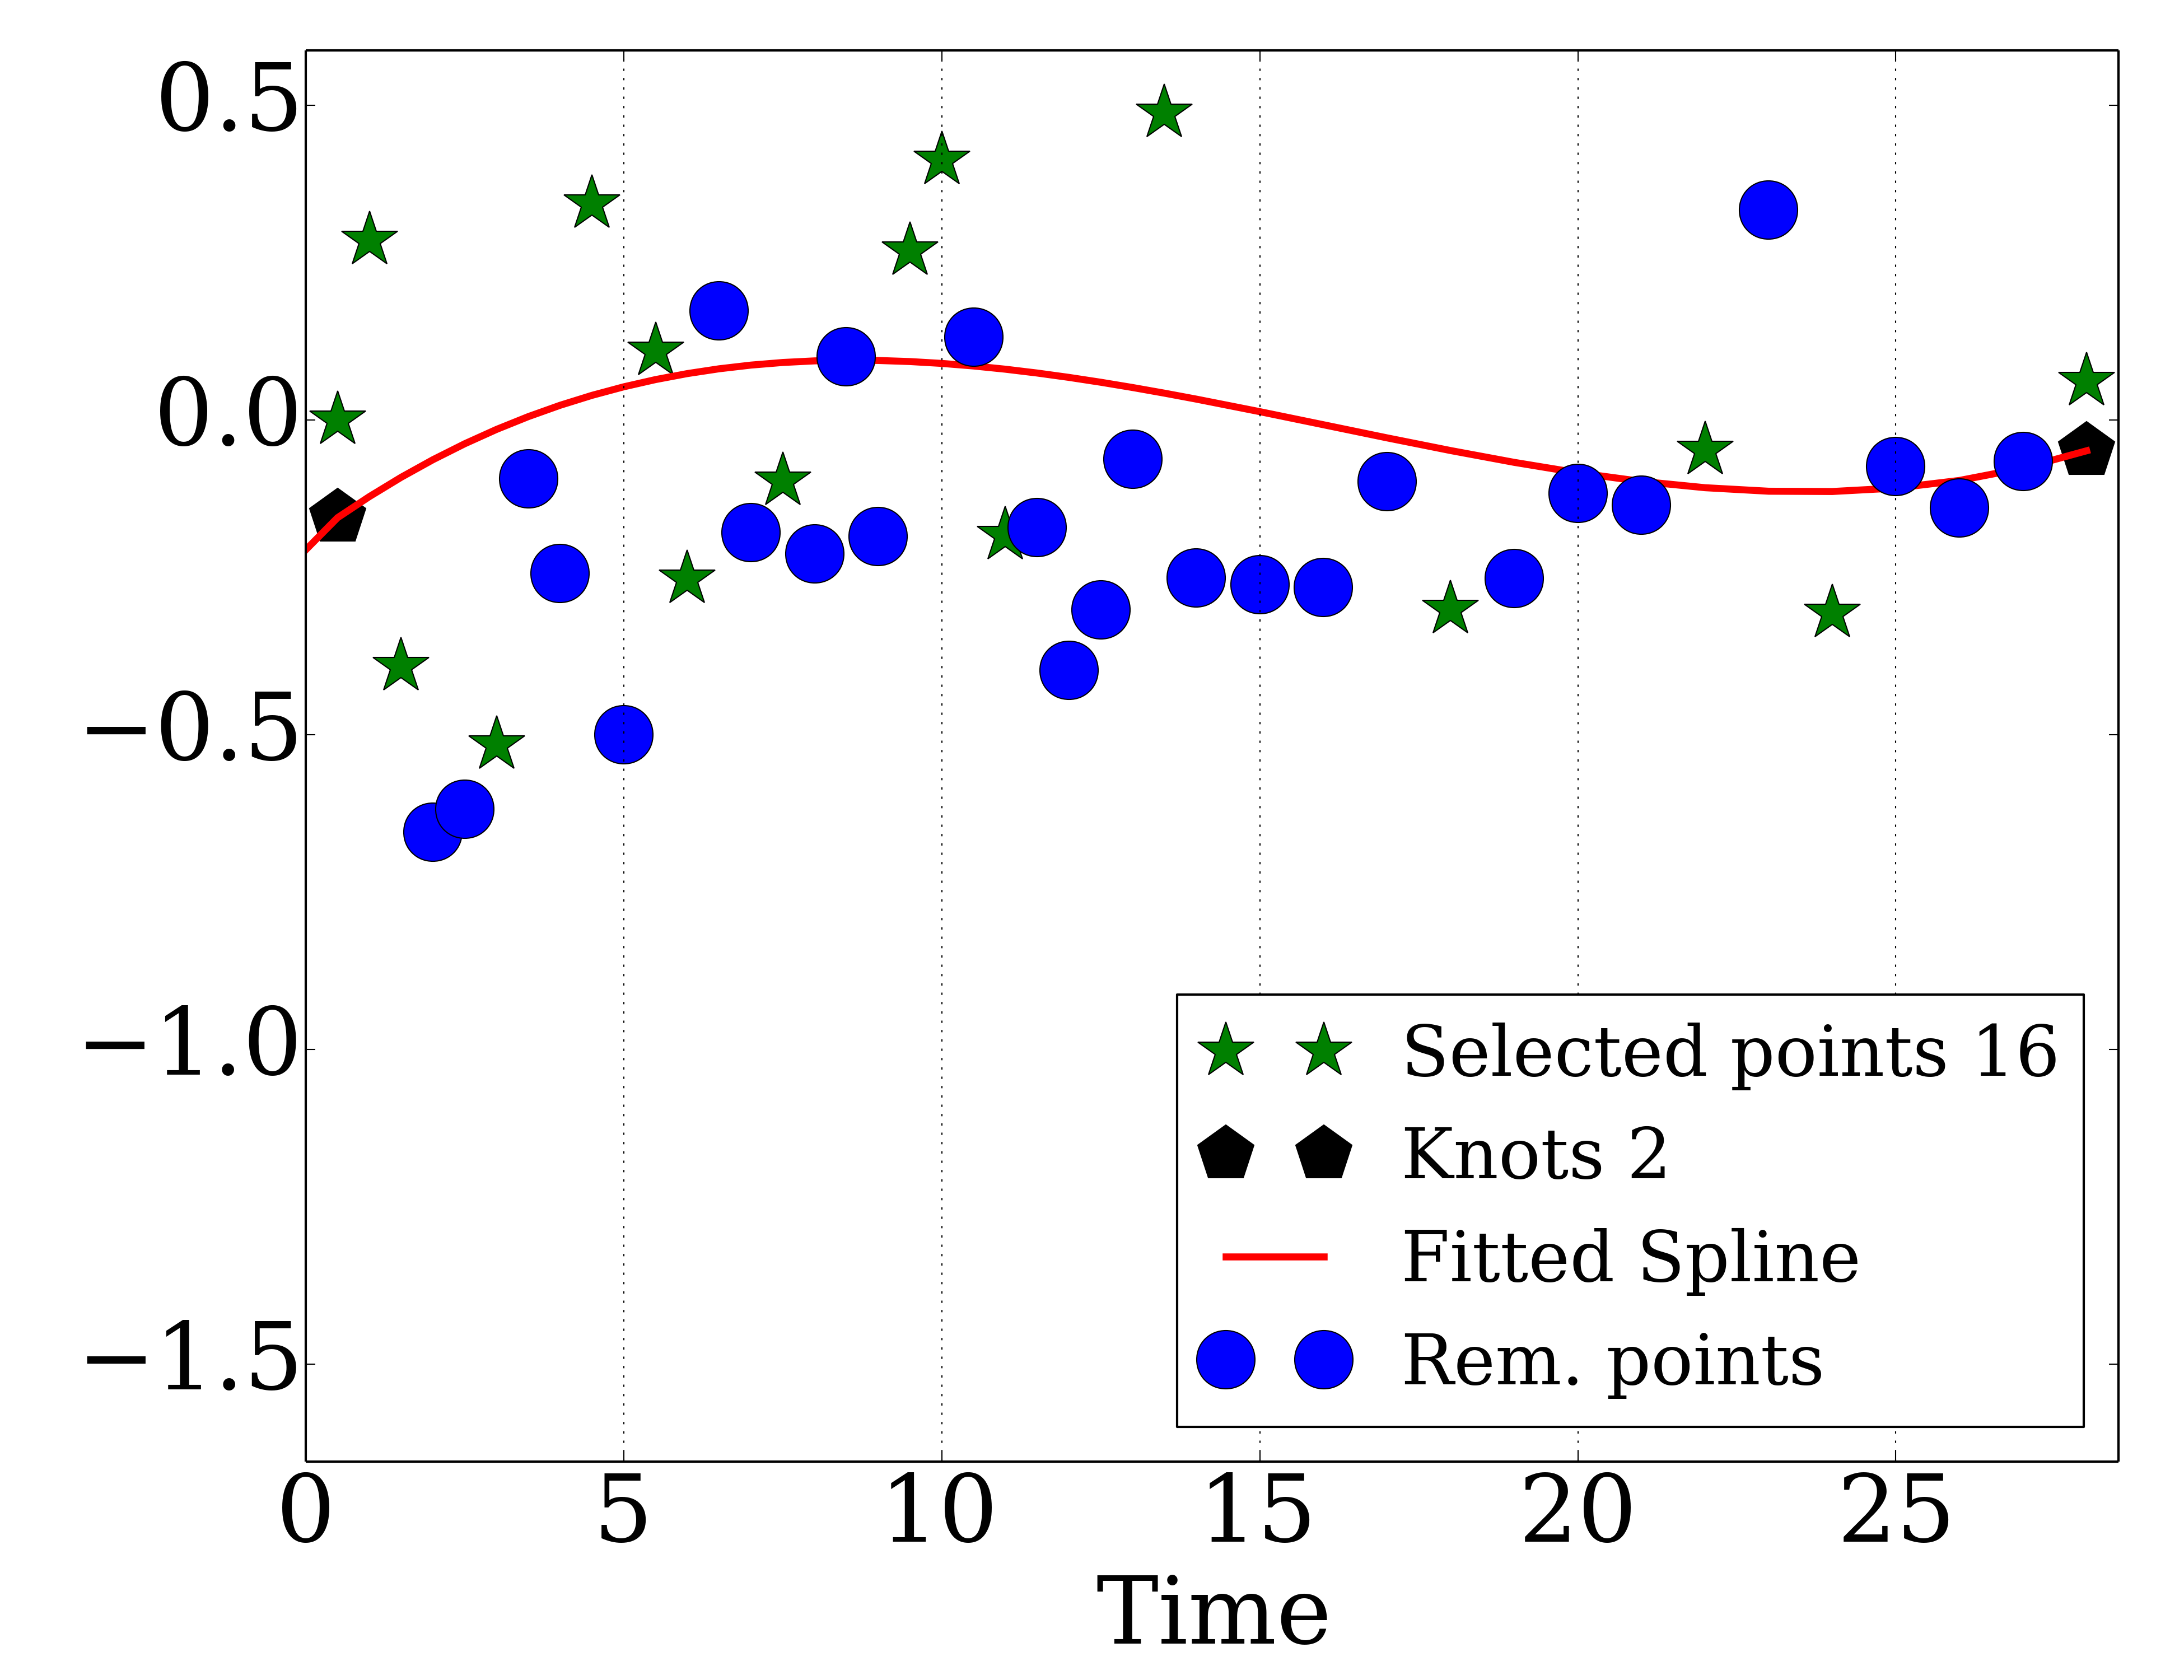 0.5
0.0
−0.5
−1.0
−1.5
Selected points 16
Knots 2
Fitted Spline
Rem. points
0 5 10 15 20 25
Time